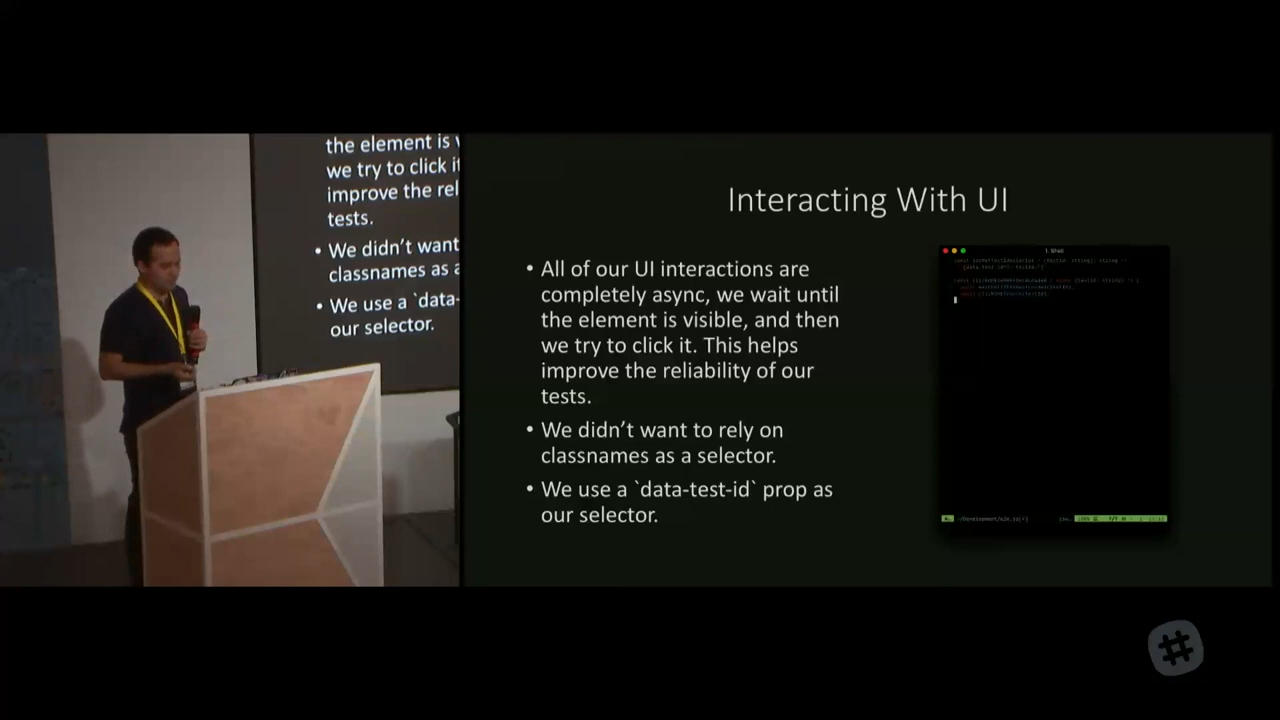 the element is
we try to click it
improve the rel
tests.
• We didn't want
classnames as a
• We use a `data-
our selector.
Interacting With UI
• All of our UI interactions are
completely async, we wait until
the element is visible, and then
we try to click it. This helps
improve the reliability of our
tests.
• We didn't want to rely on
classnames as a selector.
• We use a `data-test-id` prop as
our selector.